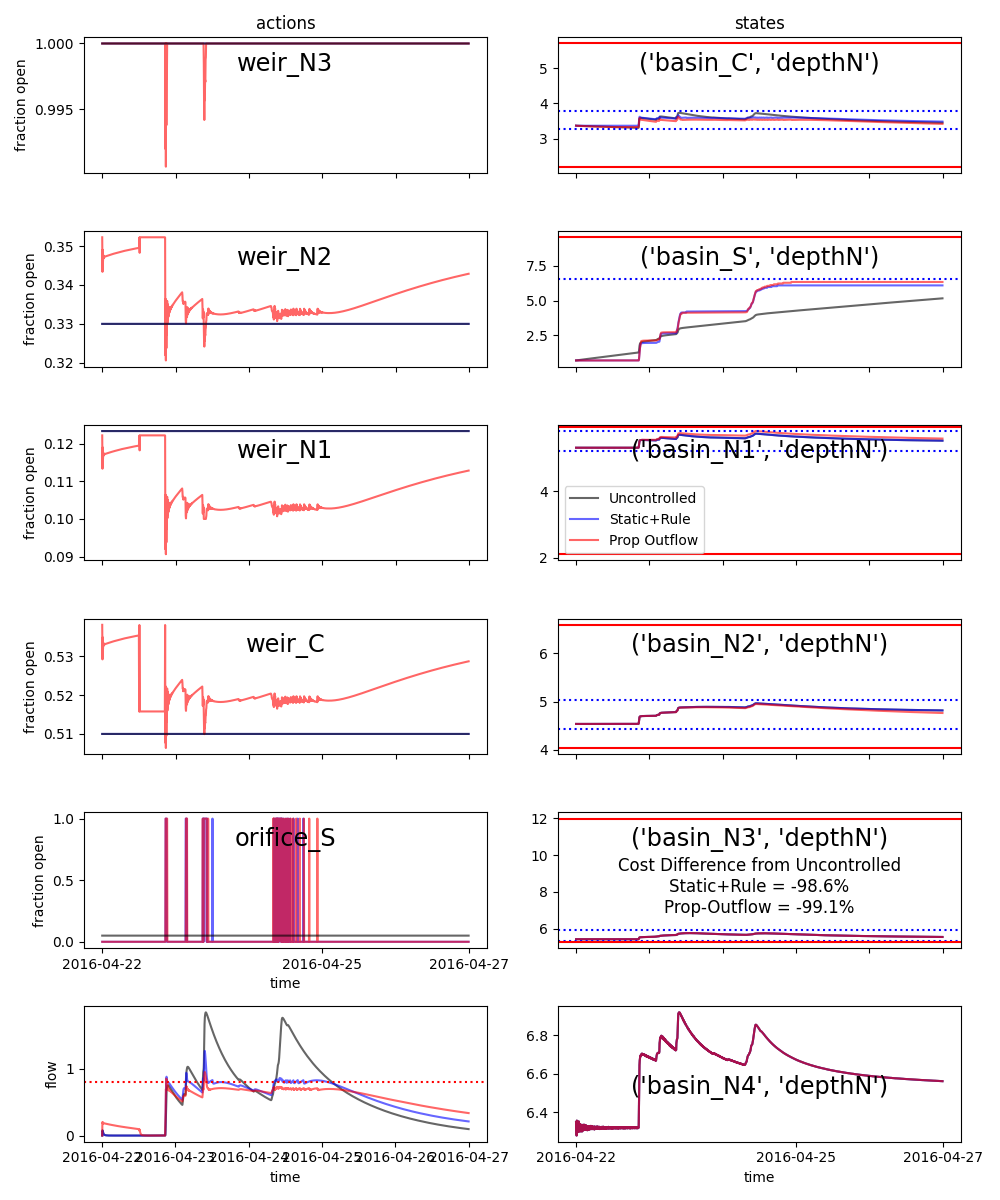 actions
states
1.000
0.995
fraction open
weir_N3
5
4
3
('basin_C', 'depthN')
0.35
0.34
0.33
0.32
fraction open
weir_N2
7.5
5.0
2.5
('basin_S', 'depthN')
0.12
0.11
0.10
0.09
fraction open
weir_N1
4
2
('basin_N1', 'depthN')
Uncontrolled
Static+Rule
Prop Outflow
0.53
0.52
0.51
fraction open
weir_C
6
5
4
('basin_N2', 'depthN')
1.0
0.5
0.0
fraction open
orifice_S
2016-04-22
2016-04-25
2016-04-27
time
12
10
8
6
('basin_N3', 'depthN')
Cost Difference from Uncontrolled
Static+Rule = -98.6%
Prop-Outflow = -99.1%
1
0
flow
2016-04-22
2016-04-23
2016-04-24
2016-04-25
2016-04-26
2016-04-27
time
6.8
6.6
6.4
('basin_N4', 'depthN')
2016-04-22
2016-04-25
2016-04-27
time